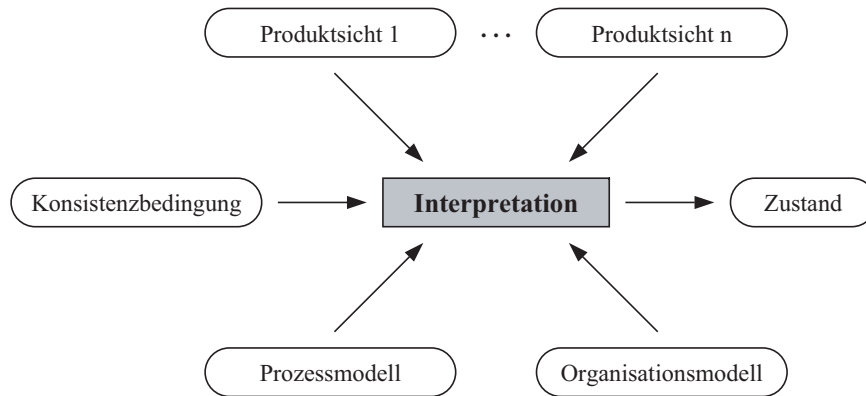 Produktsicht 1
...
Produktsicht n
Konsistenzbedingung
Interpretation
Zustand
Prozessmodell
Organisationsmodell